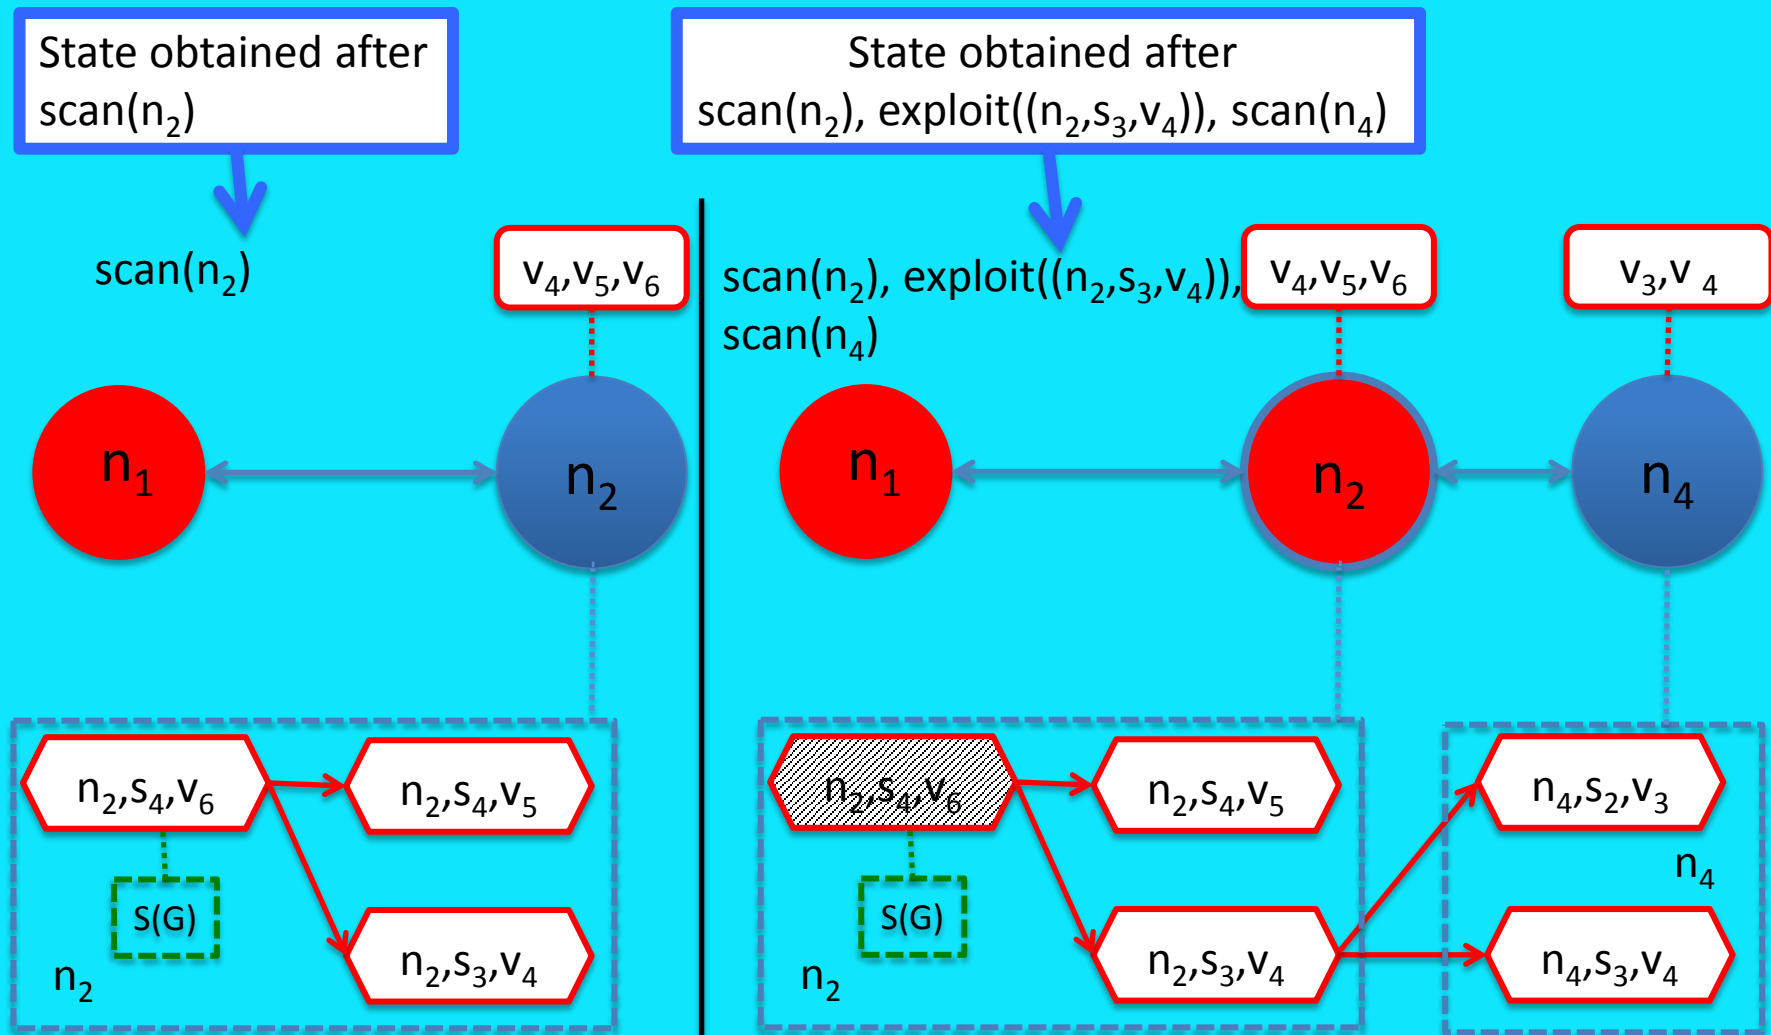 State obtained after
scan(n₂)
State obtained after
scan(n₂), exploit((n₂,s₃,v₄)), scan(n₄)
scan(n₂)
v₄,v₅,v₆
n₁
n₂
n₂,s₄,v₆
n₂,s₄,v₅
S(G)
n₂,s₃,v₄
n₂
scan(n₂), exploit((n₂,s₃,v₄)),
scan(n₄)
v₄,v₅,v₆
v₃,v ₄
n₁
n₂
n₄
n₂,s₄,v₆
n₂,s₄,v₅
n₄,s₂,v₃
n₄
S(G)
n₂,s₃,v₄
n₄,s₃,v₄
n₂